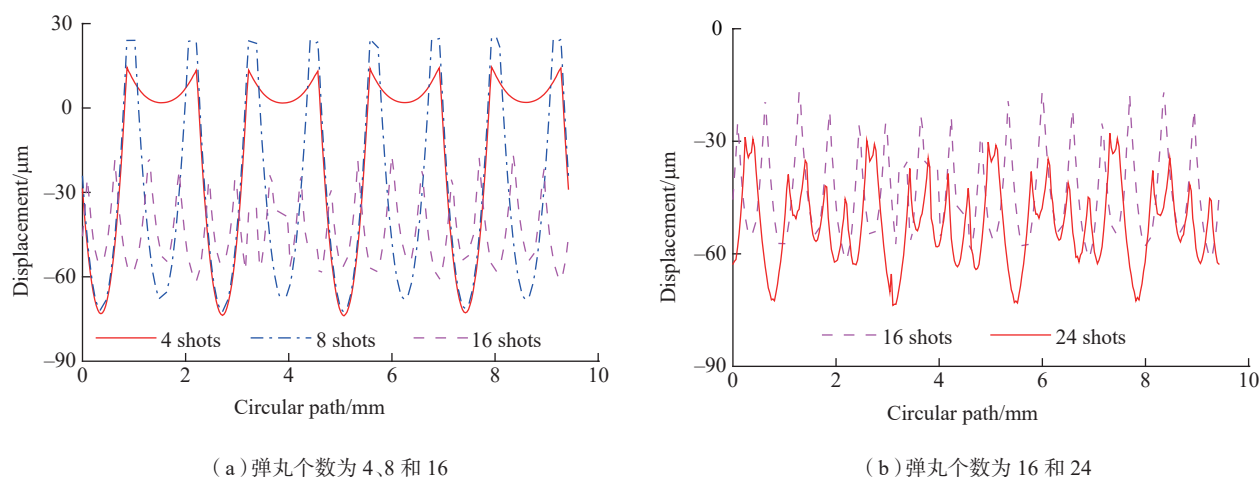 30
0
–30
–60
–90
Displacement/μm
4 shots
8 shots
16 shots
0
2
4
6
8
10
Circular path/mm
(a)弹丸个数为 4、8 和 16
0
–30
–60
–90
Displacement/μm
16 shots
24 shots
0
2
4
6
8
10
Circular path/mm
(b)弹丸个数为 16 和 24